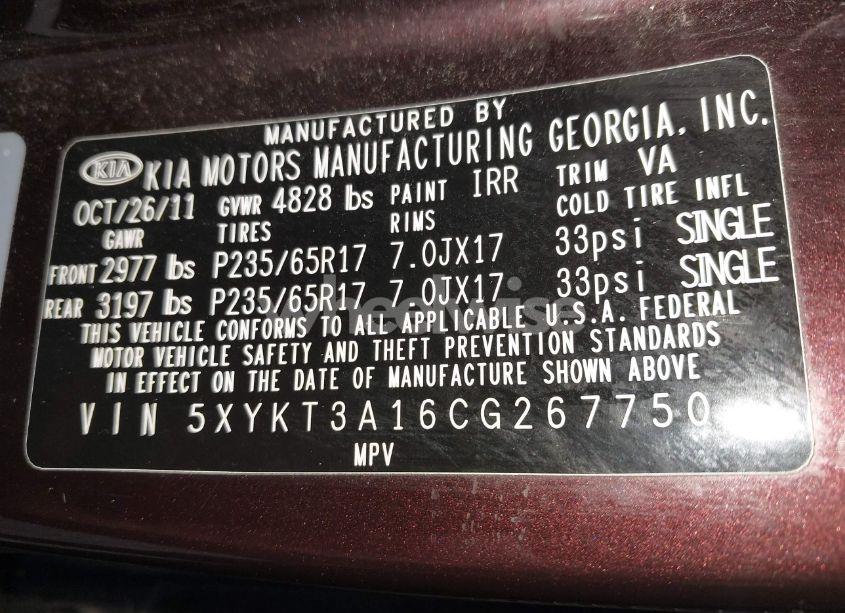 MANUFACTURED BY
KIA KIA MOTORS MANUFACTURING GEORGIA, INC.
OCT/26/11 GVWR 4828 lbs PAINT IRR TRIM VA
GAWR TIRES RIMS COLD TIRE INFL
FRONT 2977 lbs P235/65R17 7.0JX17 33psi SINGLE
REAR 3197 lbs P235/65R17 7.0JX17 33psi SINGLE
THIS VEHICLE CONFORMS TO ALL APPLICABLE U.S.A. FEDERAL
MOTOR VEHICLE SAFETY AND THEFT PREVENTION STANDARDS
IN EFFECT ON THE DATE OF MANUFACTURE SHOWN ABOVE
VIN 5XYKT3A16CG267750
MPV